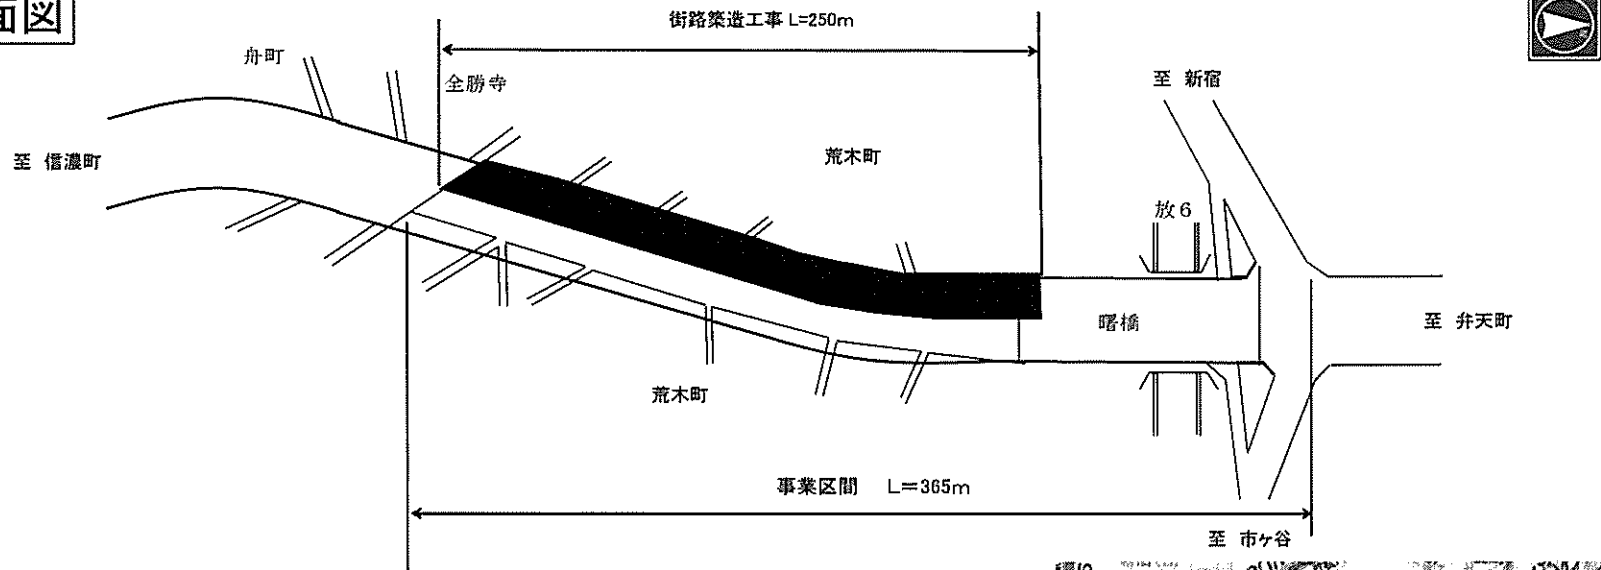 面図
街路築造工事 L=250m
舟町
全勝寺
至 新宿
至 信濃町
荒木町
放6
曙橋
至 弁天町
荒木町
事業区間 L=365m
至 市ヶ谷